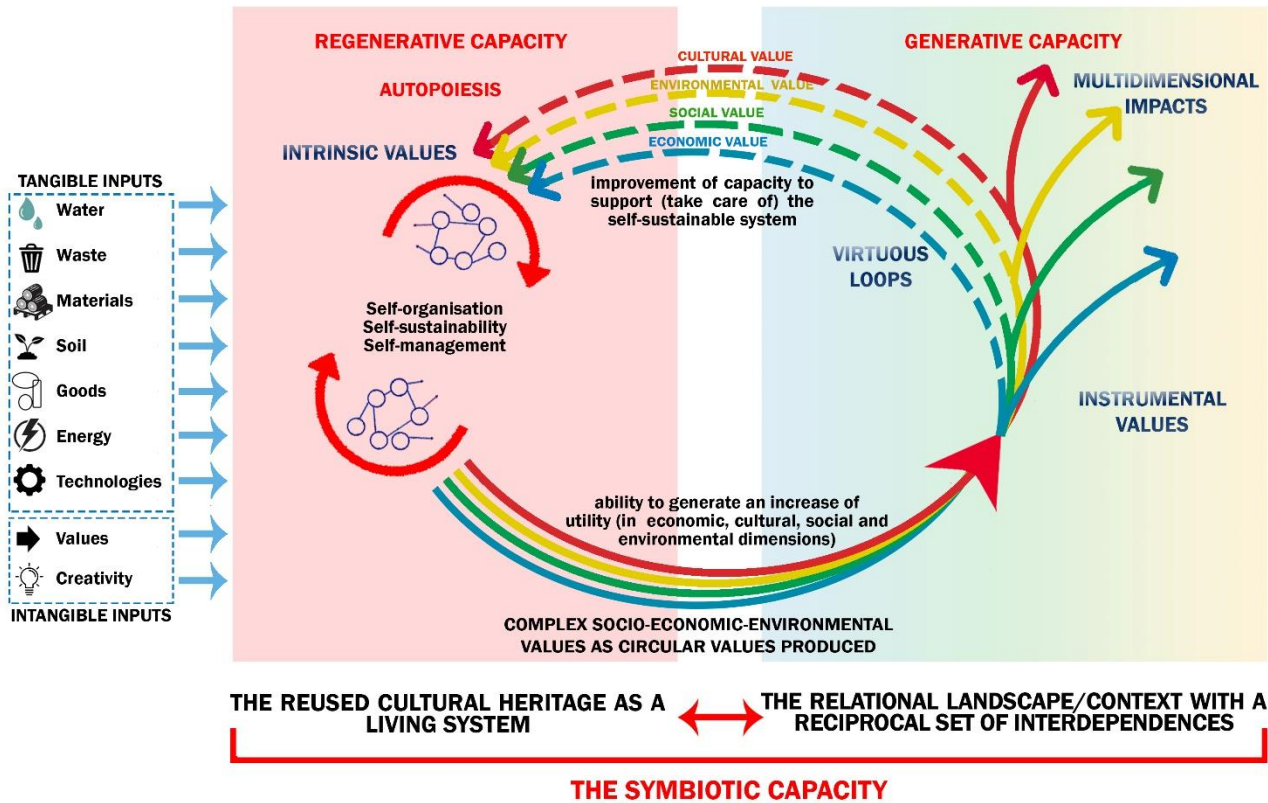 REGENERATIVE CAPACITY
GENERATIVE CAPACITY
CULTURAL VALUE
ENVIRONMENTAL VALUE
SOCIAL VALUE
ECONOMIC VALUE
AUTOPOIESIS
MULTIDIMENSIONAL
IMPACTS
INTRINSIC VALUES
TANGIBLE INPUTS
Water
Waste
Materials
Soil
Goods
Energy
Technologies
Values
Creativity
INTANGIBLE INPUTS
improvement of capacity to
support (take care of) the
self-sustainable system
VIRTUOUS
LOOPS
Self-organisation
Self-sustainability
Self-management
INSTRUMENTAL
VALUES
ability to generate an increase of
utility (in economic, cultural, social and
environmental dimensions)
COMPLEX SOCIO-ECONOMIC-ENVIRONMENTAL
VALUES AS CIRCULAR VALUES PRODUCED
THE REUSED CULTURAL HERITAGE AS A
LIVING SYSTEM
THE RELATIONAL LANDSCAPE/CONTEXT WITH A
RECIPROCAL SET OF INTERDEPENDENCES
THE SYMBIOTIC CAPACITY